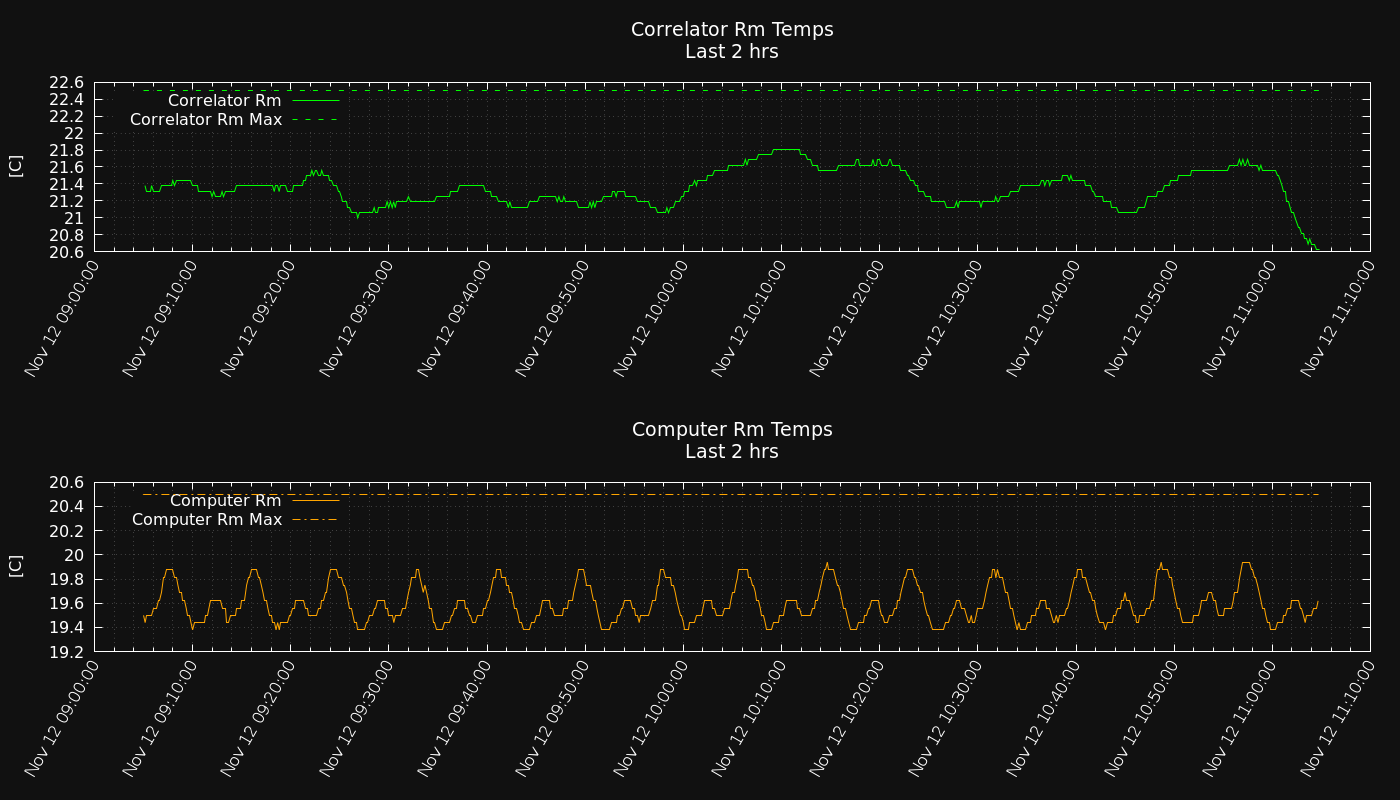 Correlator Rm Temps
Last 2 hrs
[C]
22.6
22.4
22.2
22
21.8
21.6
21.4
21.2
21
20.8
20.6
Correlator Rm
Correlator Rm Max
Nov 12 09:00:00
Nov 12 09:10:00
Nov 12 09:20:00
Nov 12 09:30:00
Nov 12 09:40:00
Nov 12 09:50:00
Nov 12 10:00:00
Nov 12 10:10:00
Nov 12 10:20:00
Nov 12 10:30:00
Nov 12 10:40:00
Nov 12 10:50:00
Nov 12 11:00:00
Nov 12 11:10:00
Computer Rm Temps
Last 2 hrs
[C]
20.6
20.4
20.2
20
19.8
19.6
19.4
19.2
Computer Rm
Computer Rm Max
Nov 12 09:00:00
Nov 12 09:10:00
Nov 12 09:20:00
Nov 12 09:30:00
Nov 12 09:40:00
Nov 12 09:50:00
Nov 12 10:00:00
Nov 12 10:10:00
Nov 12 10:20:00
Nov 12 10:30:00
Nov 12 10:40:00
Nov 12 10:50:00
Nov 12 11:00:00
Nov 12 11:10:00